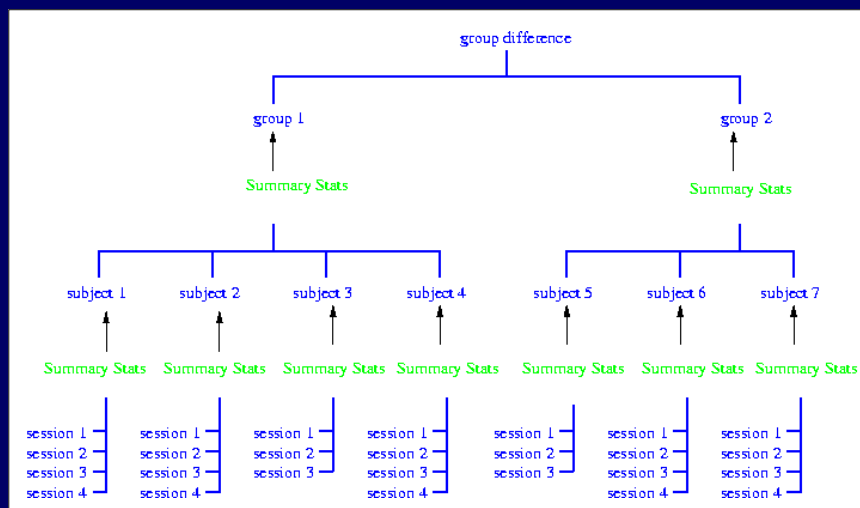 group difference
group 1 group 2
Summary Stats Summary Stats
subject 1 subject 2 subject 3 subject 4 subject 5 subject 6 subject 7
Summary Stats Summary Stats Summary Stats Summary Stats Summary Stats Summary Stats Summary Stats
session 1 session 1 session 1 session 1 session 1 session 1 session 1
session 2 session 2 session 2 session 2 session 2 session 2 session 2
session 3 session 3 session 3 session 3 session 3 session 3 session 3
session 4 session 4 session 4 session 4 session 4